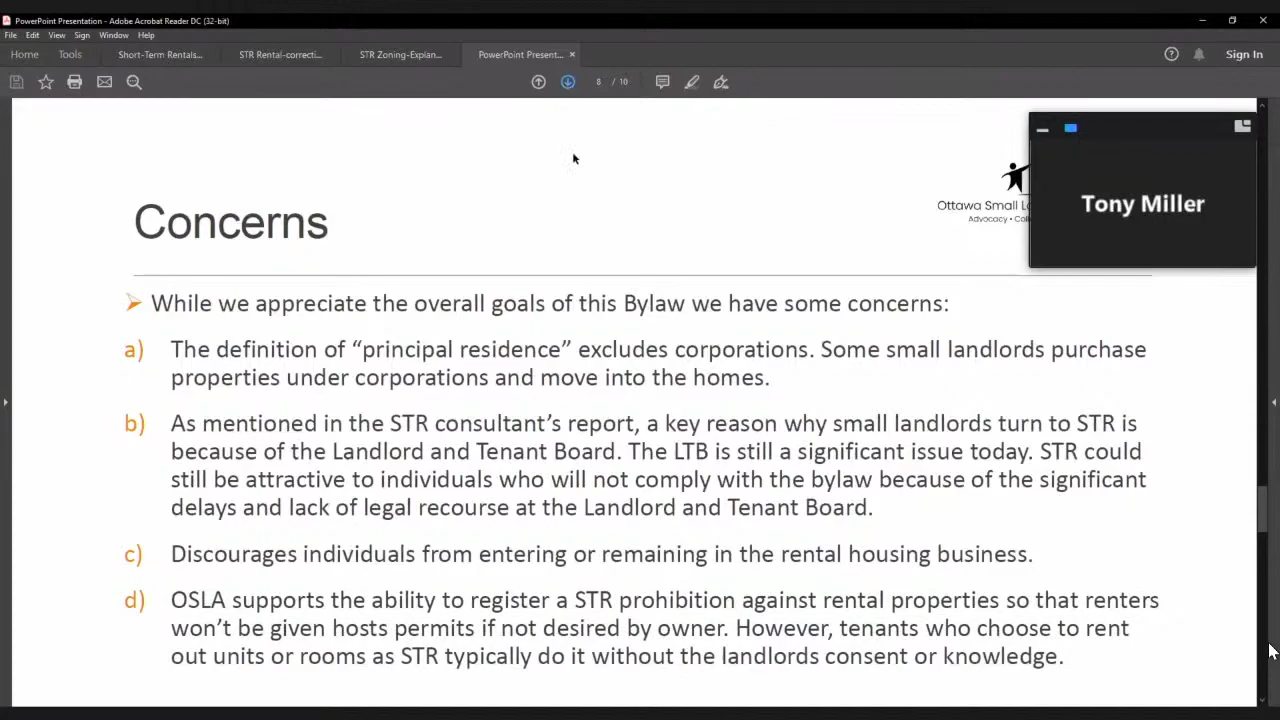 PowerPoint Presentation - Adobe Acrobat Reader DC (32-bit)
File Edit View Sign Window Help
Home Tools Short-Term Rentals... STR Rental-correcti... STR Zoning-Explan... PowerPoint Present... × Sign In
8 / 10
Tony Miller
Ottawa Small
Advocacy •
Concerns
While we appreciate the overall goals of this Bylaw we have some concerns:
a) The definition of “principal residence” excludes corporations. Some small landlords purchase
properties under corporations and move into the homes.
b) As mentioned in the STR consultant’s report, a key reason why small landlords turn to STR is
because of the Landlord and Tenant Board. The LTB is still a significant issue today. STR could
still be attractive to individuals who will not comply with the bylaw because of the significant
delays and lack of legal recourse at the Landlord and Tenant Board.
c) Discourages individuals from entering or remaining in the rental housing business.
d) OSLA supports the ability to register a STR prohibition against rental properties so that renters
won’t be given hosts permits if not desired by owner. However, tenants who choose to rent
out units or rooms as STR typically do it without the landlords consent or knowledge.